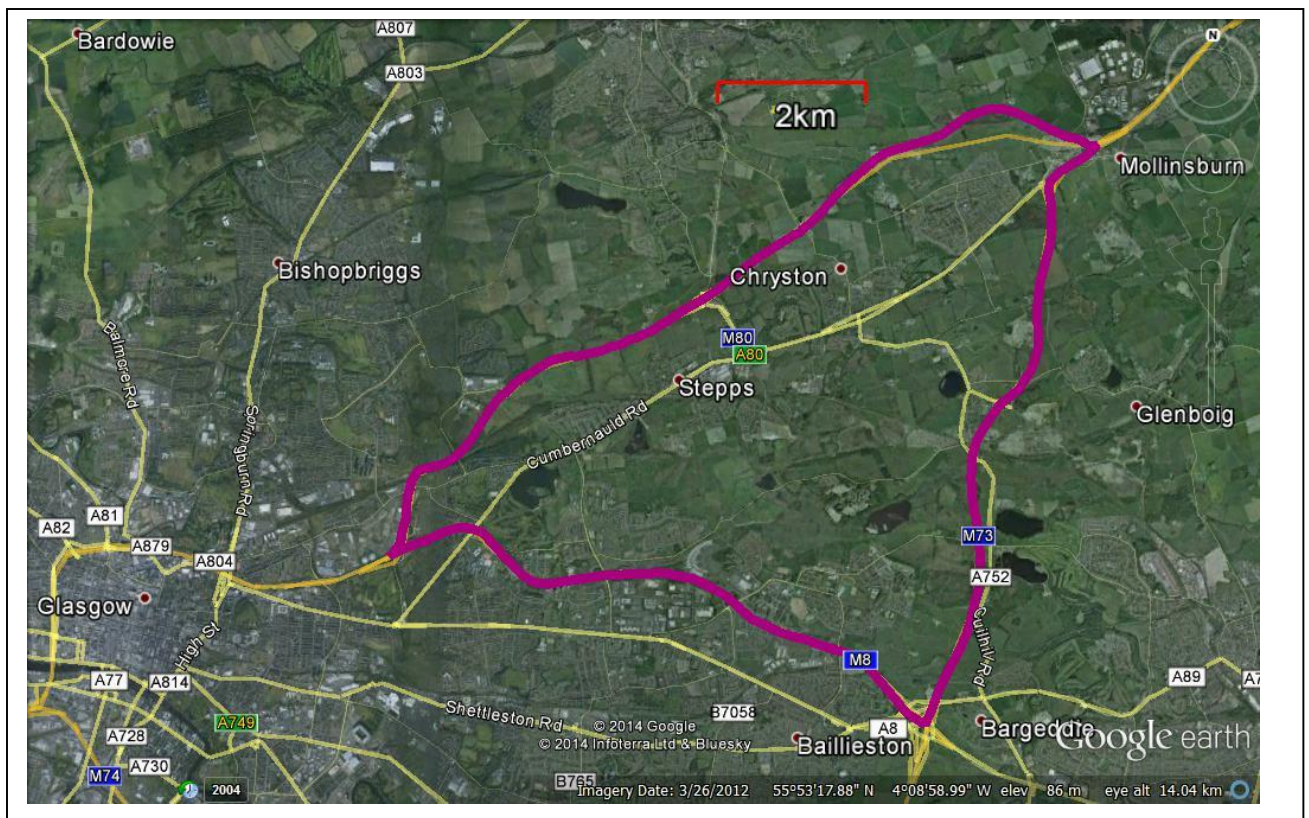 A807
Bardowie
N
A803
2km
Mollinsburn
Bishopbriggs
Chryston
Balmore Rd
M80
A80
Stepps
Glenboig
Springburn Rd
Cumbernauld Rd
A82
A81
A879
A804
M73
A752
Glasgow
High St
Cuilhil Rd
M8
A77
A814
A89
A7
Shettleston Rd
B7058
A749
© 2014 Google
A8
Bargeddie
A728
© 2014 Infoterra Ltd & Bluesky
Baillieston
Google earth
M74
A730
B765
2004
Imagery Date: 3/26/2012 55°53'17.88" N 4°08'58.99" W elev 86 m eye alt 14.04 km